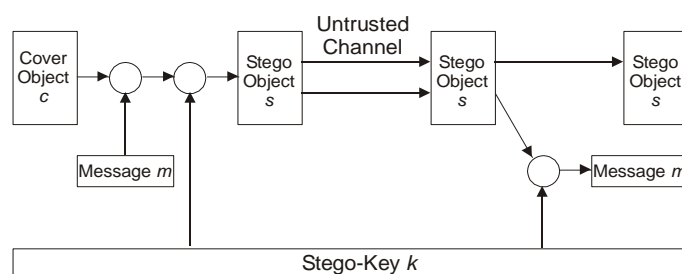 Cover
Object
c
Stego
Object
s
Untrusted
Channel
Stego
Object
s
Stego
Object
s
Message m
Message m
Stego-Key k